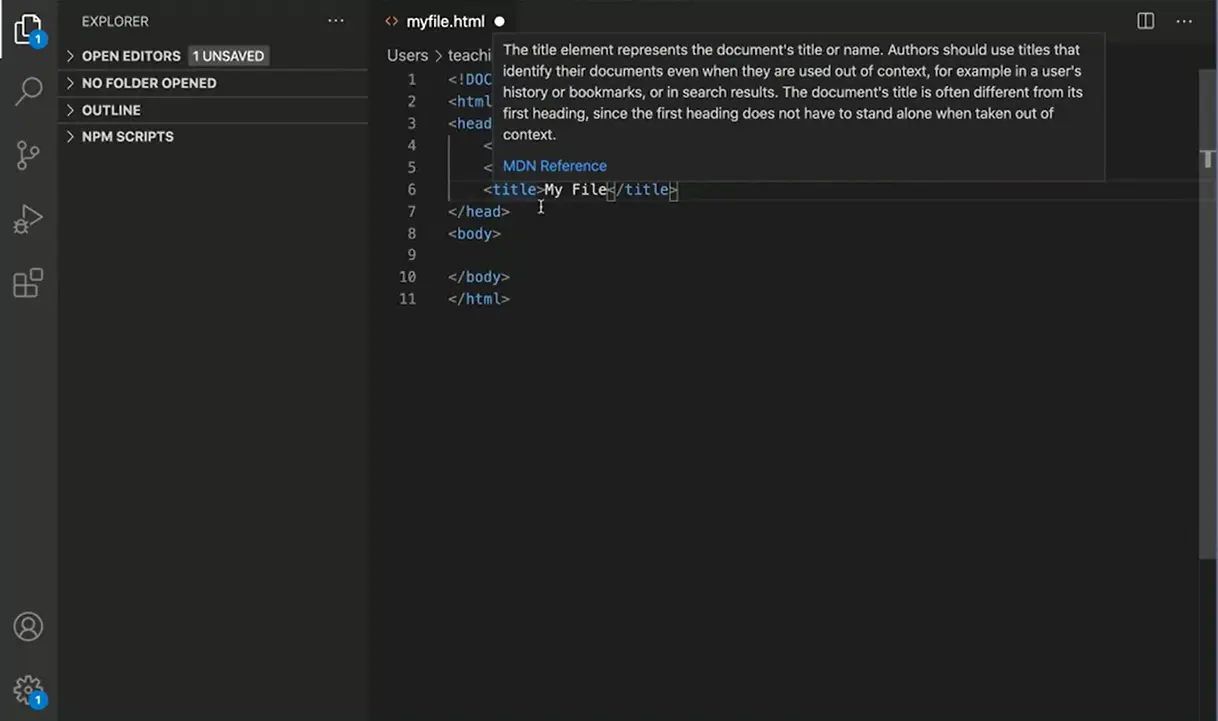 EXPLORER
OPEN EDITORS 1 UNSAVED
NO FOLDER OPENED
OUTLINE
NPM SCRIPTS
1
1
myfile.html
Users > teachi
The title element represents the document's title or name. Authors should use titles that
identify their documents even when they are used out of context, for example in a user's
history or bookmarks, or in search results. The document's title is often different from its
first heading, since the first heading does not have to stand alone when taken out of
context.
MDN Reference
1 <!DOC
2 <html
3 <head
4 <
5 <
6 <title>My File</title>
7 </head>
8 <body>
9
10 </body>
11 </html>